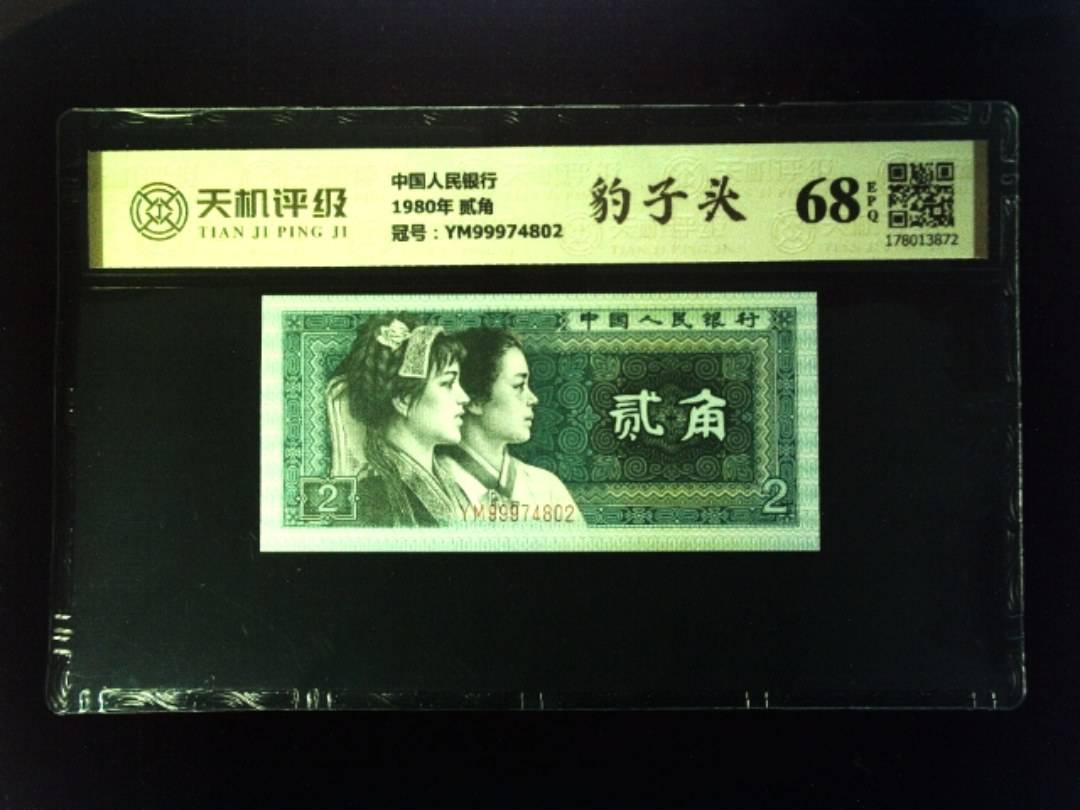 天机评级
TIAN JI PING JI
中国人民银行
1980年 贰角
冠号：YM99974802
豹子头
68
EPQ
178013872
中国人民银行
贰角
2
2
YM99974802